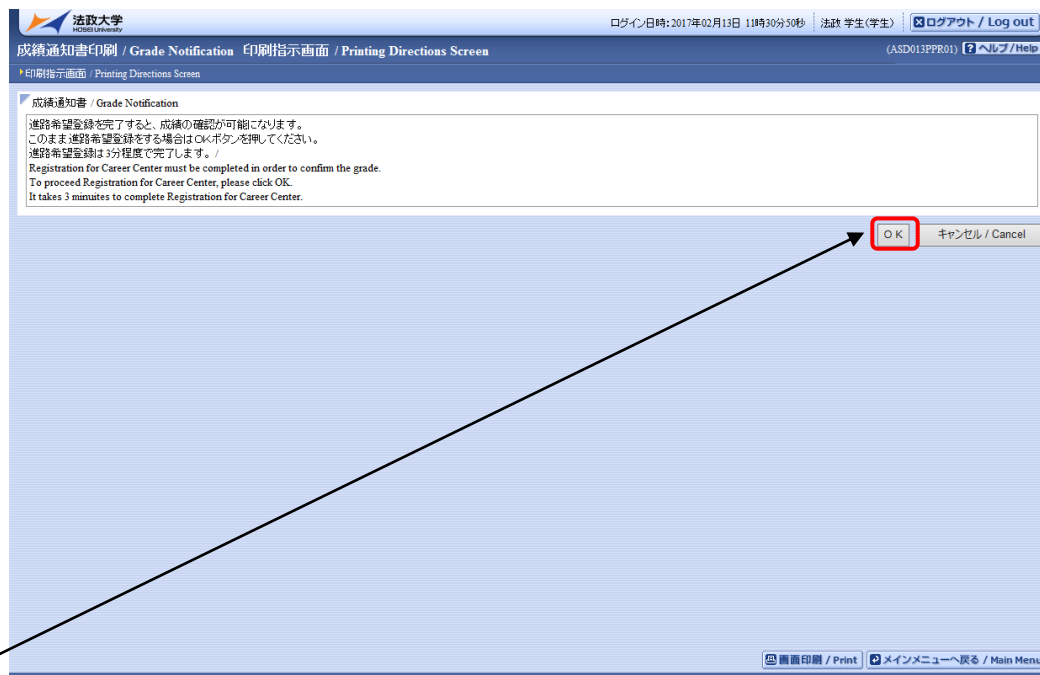 法政大学
HOSEI University
ログイン日時：2017年02月13日 11時30分50秒 法政 学生(学生) ログアウト / Log out
成績通知書印刷 / Grade Notification 印刷指示画面 / Printing Directions Screen (ASD013PPR01) ヘルプ/Help
印刷指示画面 / Printing Directions Screen
成績通知書 / Grade Notification
進路希望登録を完了すると、成績の確認が可能になります。
このまま進路希望登録をする場合はOKボタンを押してください。
進路希望登録は3分程度で完了します。/
Registration for Career Center must be completed in order to confirm the grade.
To proceed Registration for Career Center, please click OK.
It takes 3 minuites to complete Registration for Career Center.
OK キャンセル / Cancel
画面印刷 / Print メインメニューへ戻る / Main Menu